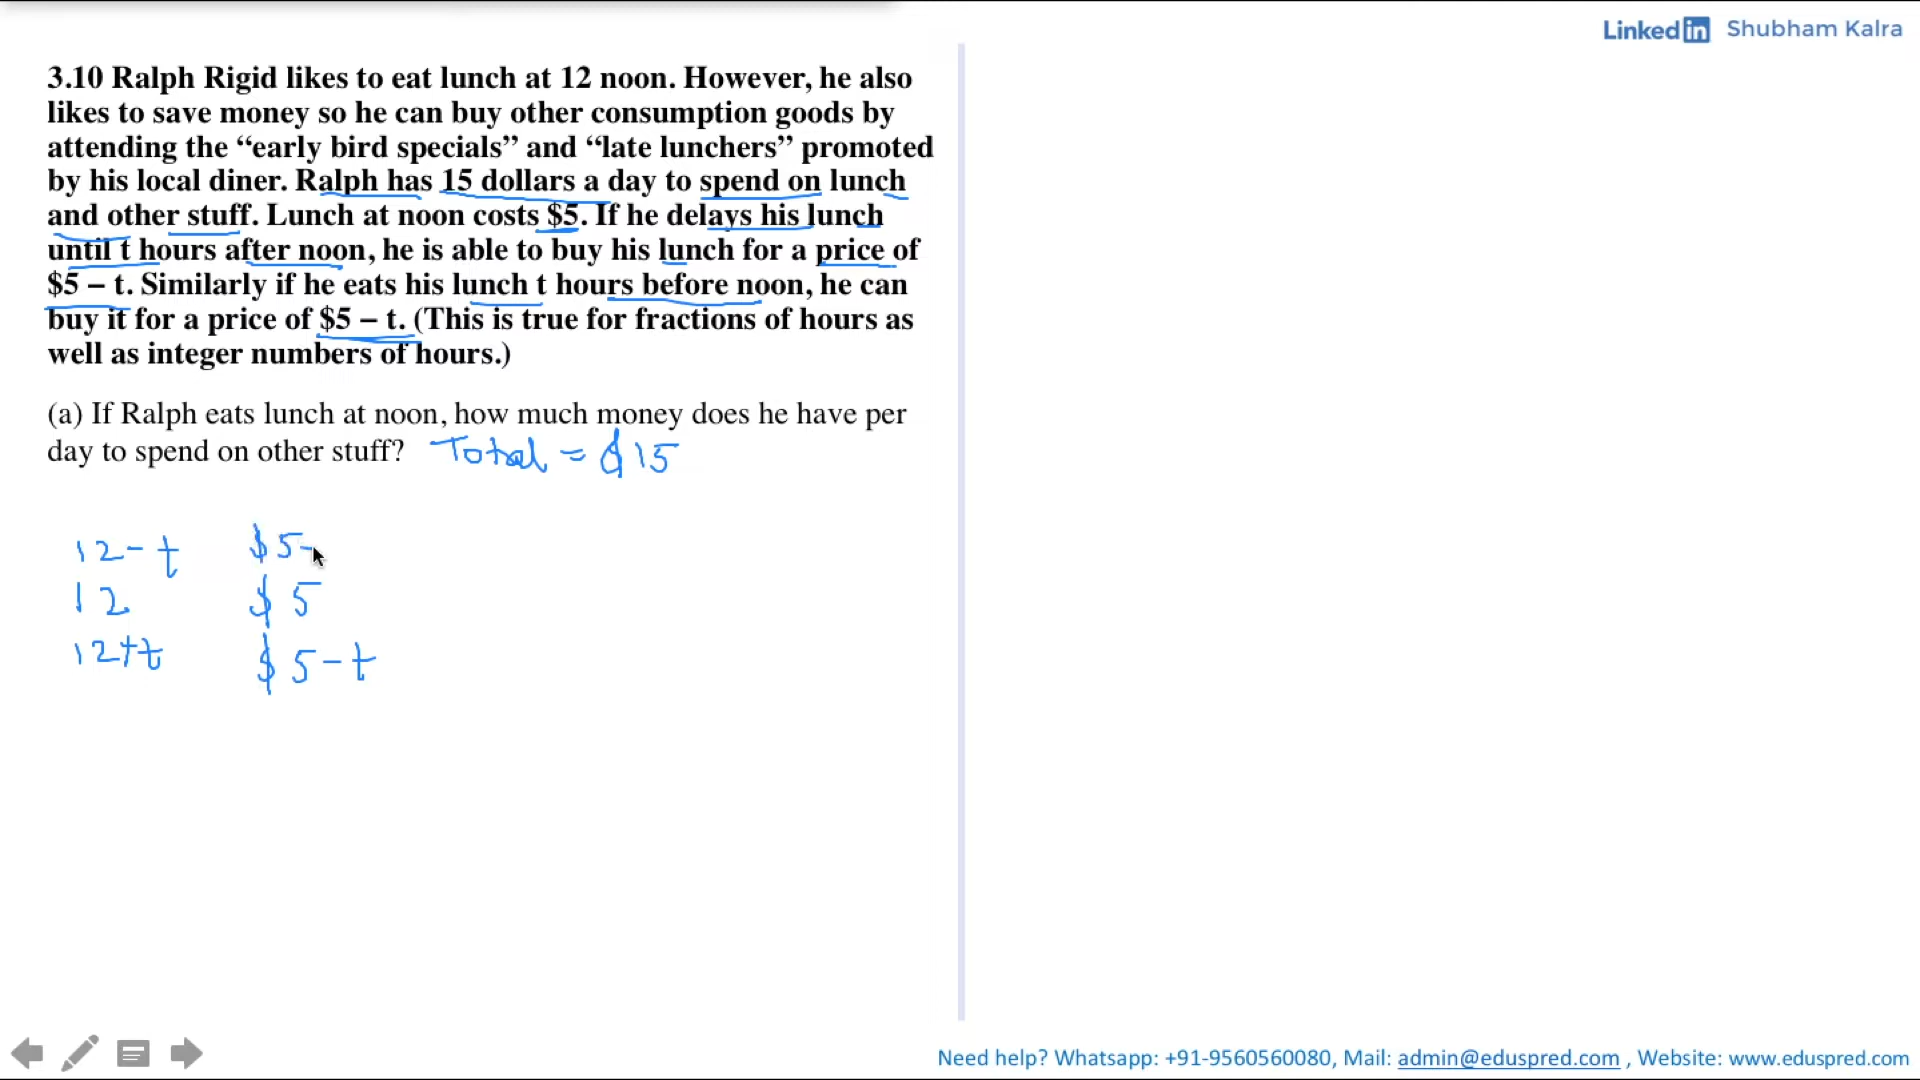 Linked in Shubham Kalra
3.10 Ralph Rigid likes to eat lunch at 12 noon. However, he also
likes to save money so he can buy other consumption goods by
attending the “early bird specials” and “late lunchers” promoted
by his local diner. Ralph has 15 dollars a day to spend on lunch
and other stuff. Lunch at noon costs $5. If he delays his lunch
until t hours after noon, he is able to buy his lunch for a price of
$5 – t. Similarly if he eats his lunch t hours before noon, he can
buy it for a price of $5 – t. (This is true for fractions of hours as
well as integer numbers of hours.)
(a) If Ralph eats lunch at noon, how much money does he have per
day to spend on other stuff? Total = $15
12-t $5-
12 $5
12+t $5-t
Need help? Whatsapp: +91-9560560080, Mail: admin@eduspred.com , Website: www.eduspred.com